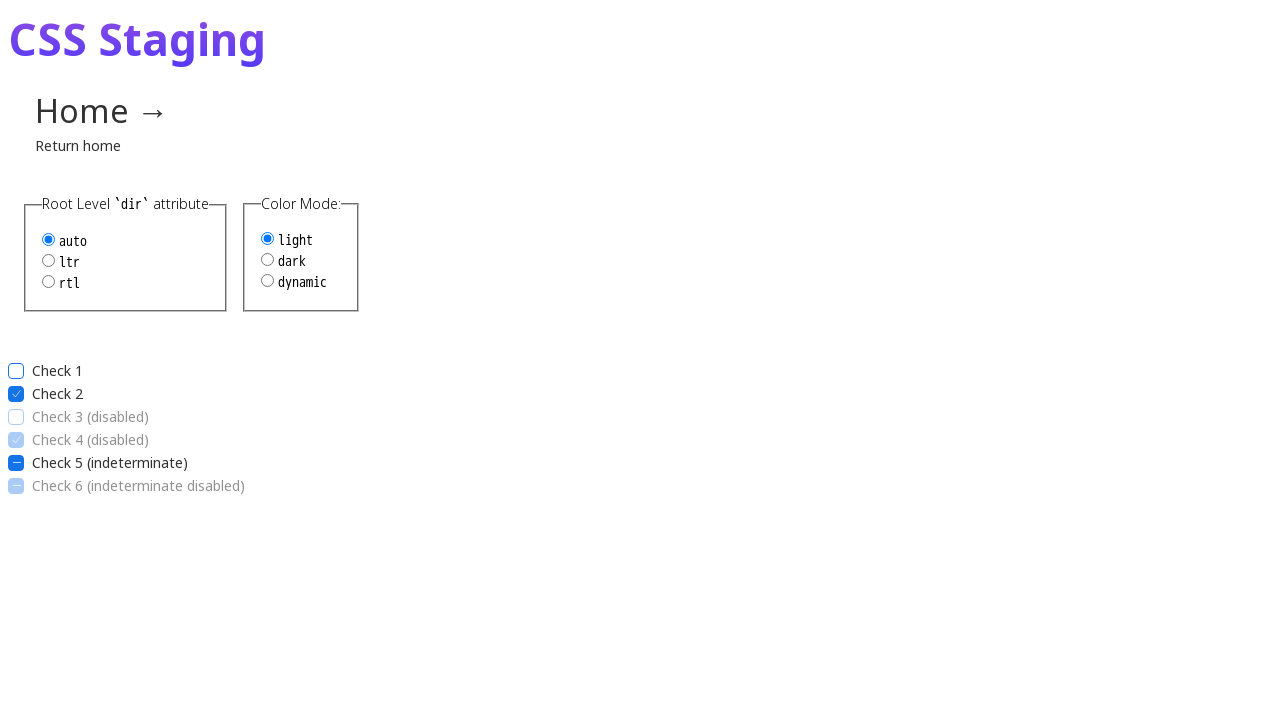 CSS Staging
Home →
Return home
Root Level `dir` attribute
auto
ltr
rtl
Color Mode:
light
dark
dynamic
Check 1
Check 2
Check 3 (disabled)
Check 4 (disabled)
Check 5 (indeterminate)
Check 6 (indeterminate disabled)